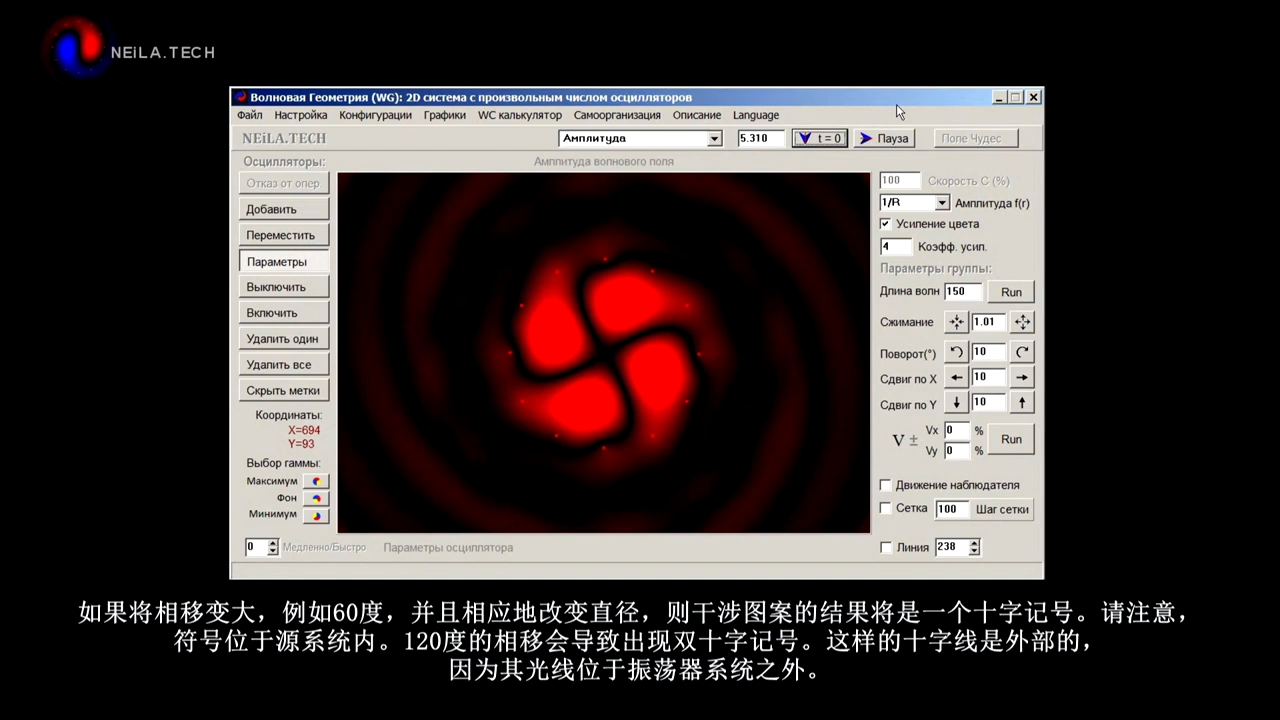 NEiLA.TECH
Волновая Геометрия (WG): 2D система с произвольным числом осцилляторов
Файл Настройка Конфигурации Графики WC калькулятор Самоорганизация Описание Language
NEiLA.TECH Амплитуда 5.310 t = 0 Пауза Поле Чудес
Осцилляторы: Амплитуда волнового поля
Отказ от опер.
Добавить
Переместить
Параметры
Выключить
Включить
Удалить один
Удалить все
Скрыть метки
Координаты:
X=694
Y=93
Выбор гаммы:
Максимум
Фон
Минимум
0 Медленно/Быстро Параметры осциллятора
100 Скорость C (%)
1/R Амплитуда f(r)
Усиление цвета
4 Коэфф. усип.
Параметры группы:
Длина волн 150 Run
Сжимание 1.01
Поворот(°) 10
Сдвиг по X 10
Сдвиг по Y 10
V ± Vx 0 % Run
Vy 0 %
Движение наблюдателя
Сетка 100 Шаг сетки
Линия 238
如果将相移变大，例如60度，并且相应地改变直径，则干涉图案的结果将是一个十字记号。请注意，
符号位于源系统内。120度的相移会导致出现双十字记号。这样的十字线是外部的，
因为其光线位于振荡器系统之外。